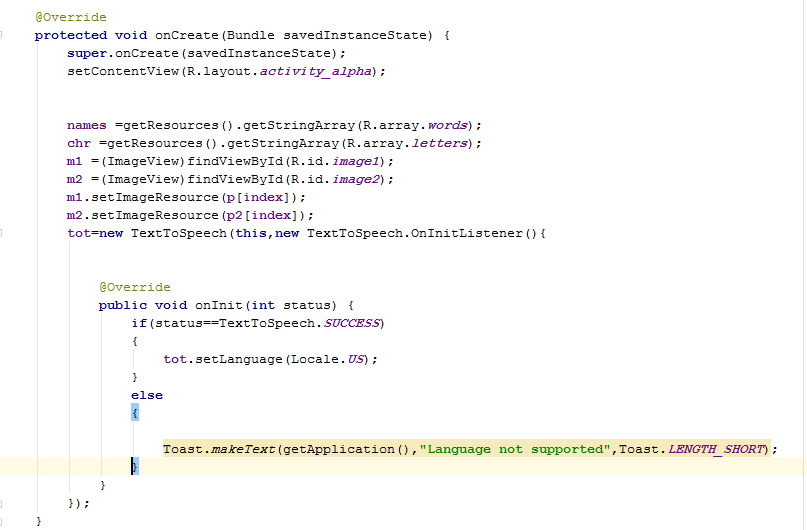 @Override
protected void onCreate(Bundle savedInstanceState) {
super.onCreate(savedInstanceState);
setContentView(R.layout.activity_alpha);
names =getResources().getStringArray(R.array.words);
chr =getResources().getStringArray(R.array.letters);
m1 =(ImageView)findViewById(R.id.image1);
m2 =(ImageView)findViewById(R.id.image2);
m1.setImageResource(p[index]);
m2.setImageResource(p2[index]);
tot=new TextToSpeech(this,new TextToSpeech.OnInitListener(){
@Override
public void onInit(int status) {
if(status==TextToSpeech.SUCCESS)
{
tot.setLanguage(Locale.US);
}
else
{
Toast.makeText(getApplication(),"Language not supported",Toast.LENGTH_SHORT);
}
}
});
}